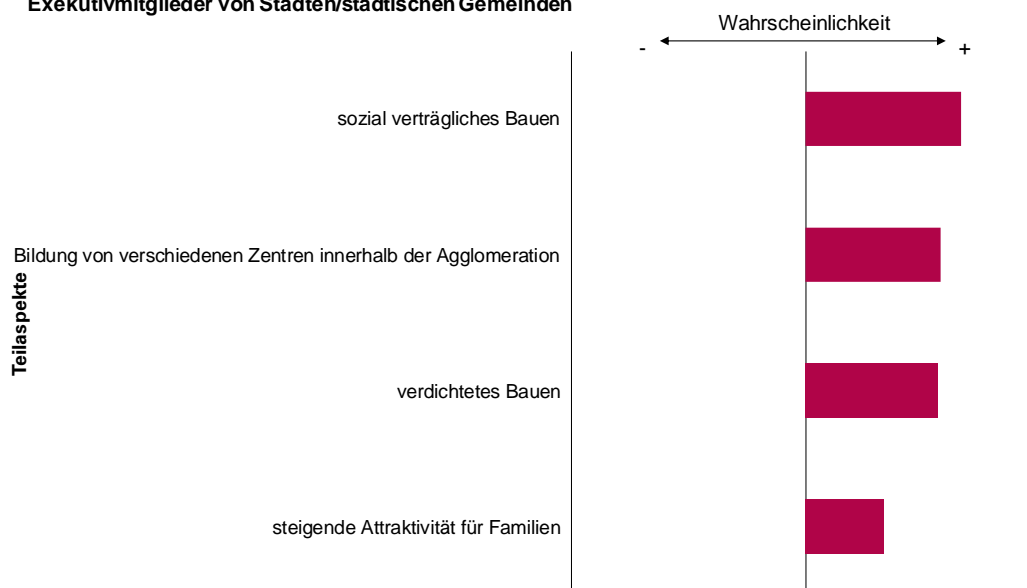 Exekutivmitglieder von Städten/städtischen Gemeinden
Wahrscheinlichkeit
- +
sozial verträgliches Bauen
Bildung von verschiedenen Zentren innerhalb der Agglomeration
Teilaspekte
verdichtetes Bauen
steigende Attraktivität für Familien